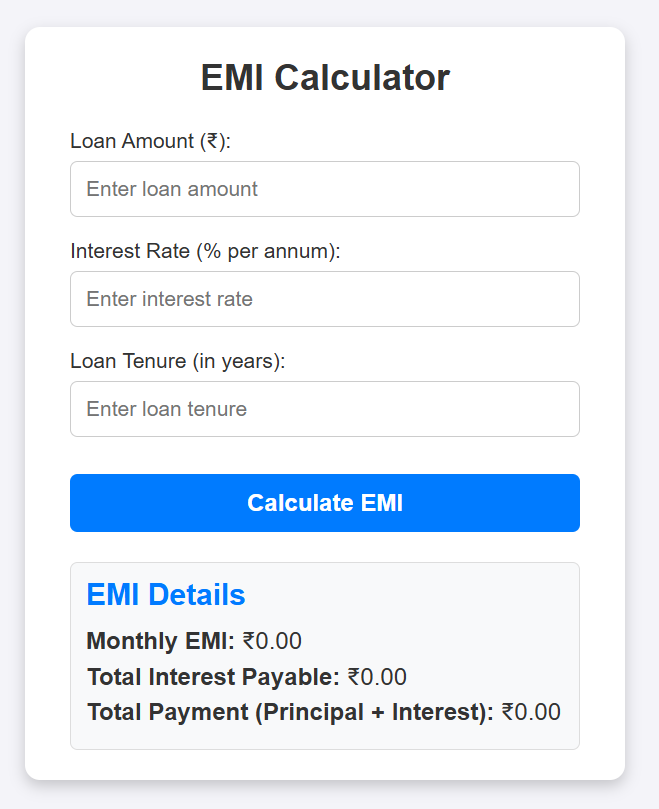 EMI Calculator
Loan Amount (₹):
Enter loan amount
Interest Rate (% per annum):
Enter interest rate
Loan Tenure (in years):
Enter loan tenure
Calculate EMI
EMI Details
Monthly EMI: ₹0.00
Total Interest Payable: ₹0.00
Total Payment (Principal + Interest): ₹0.00